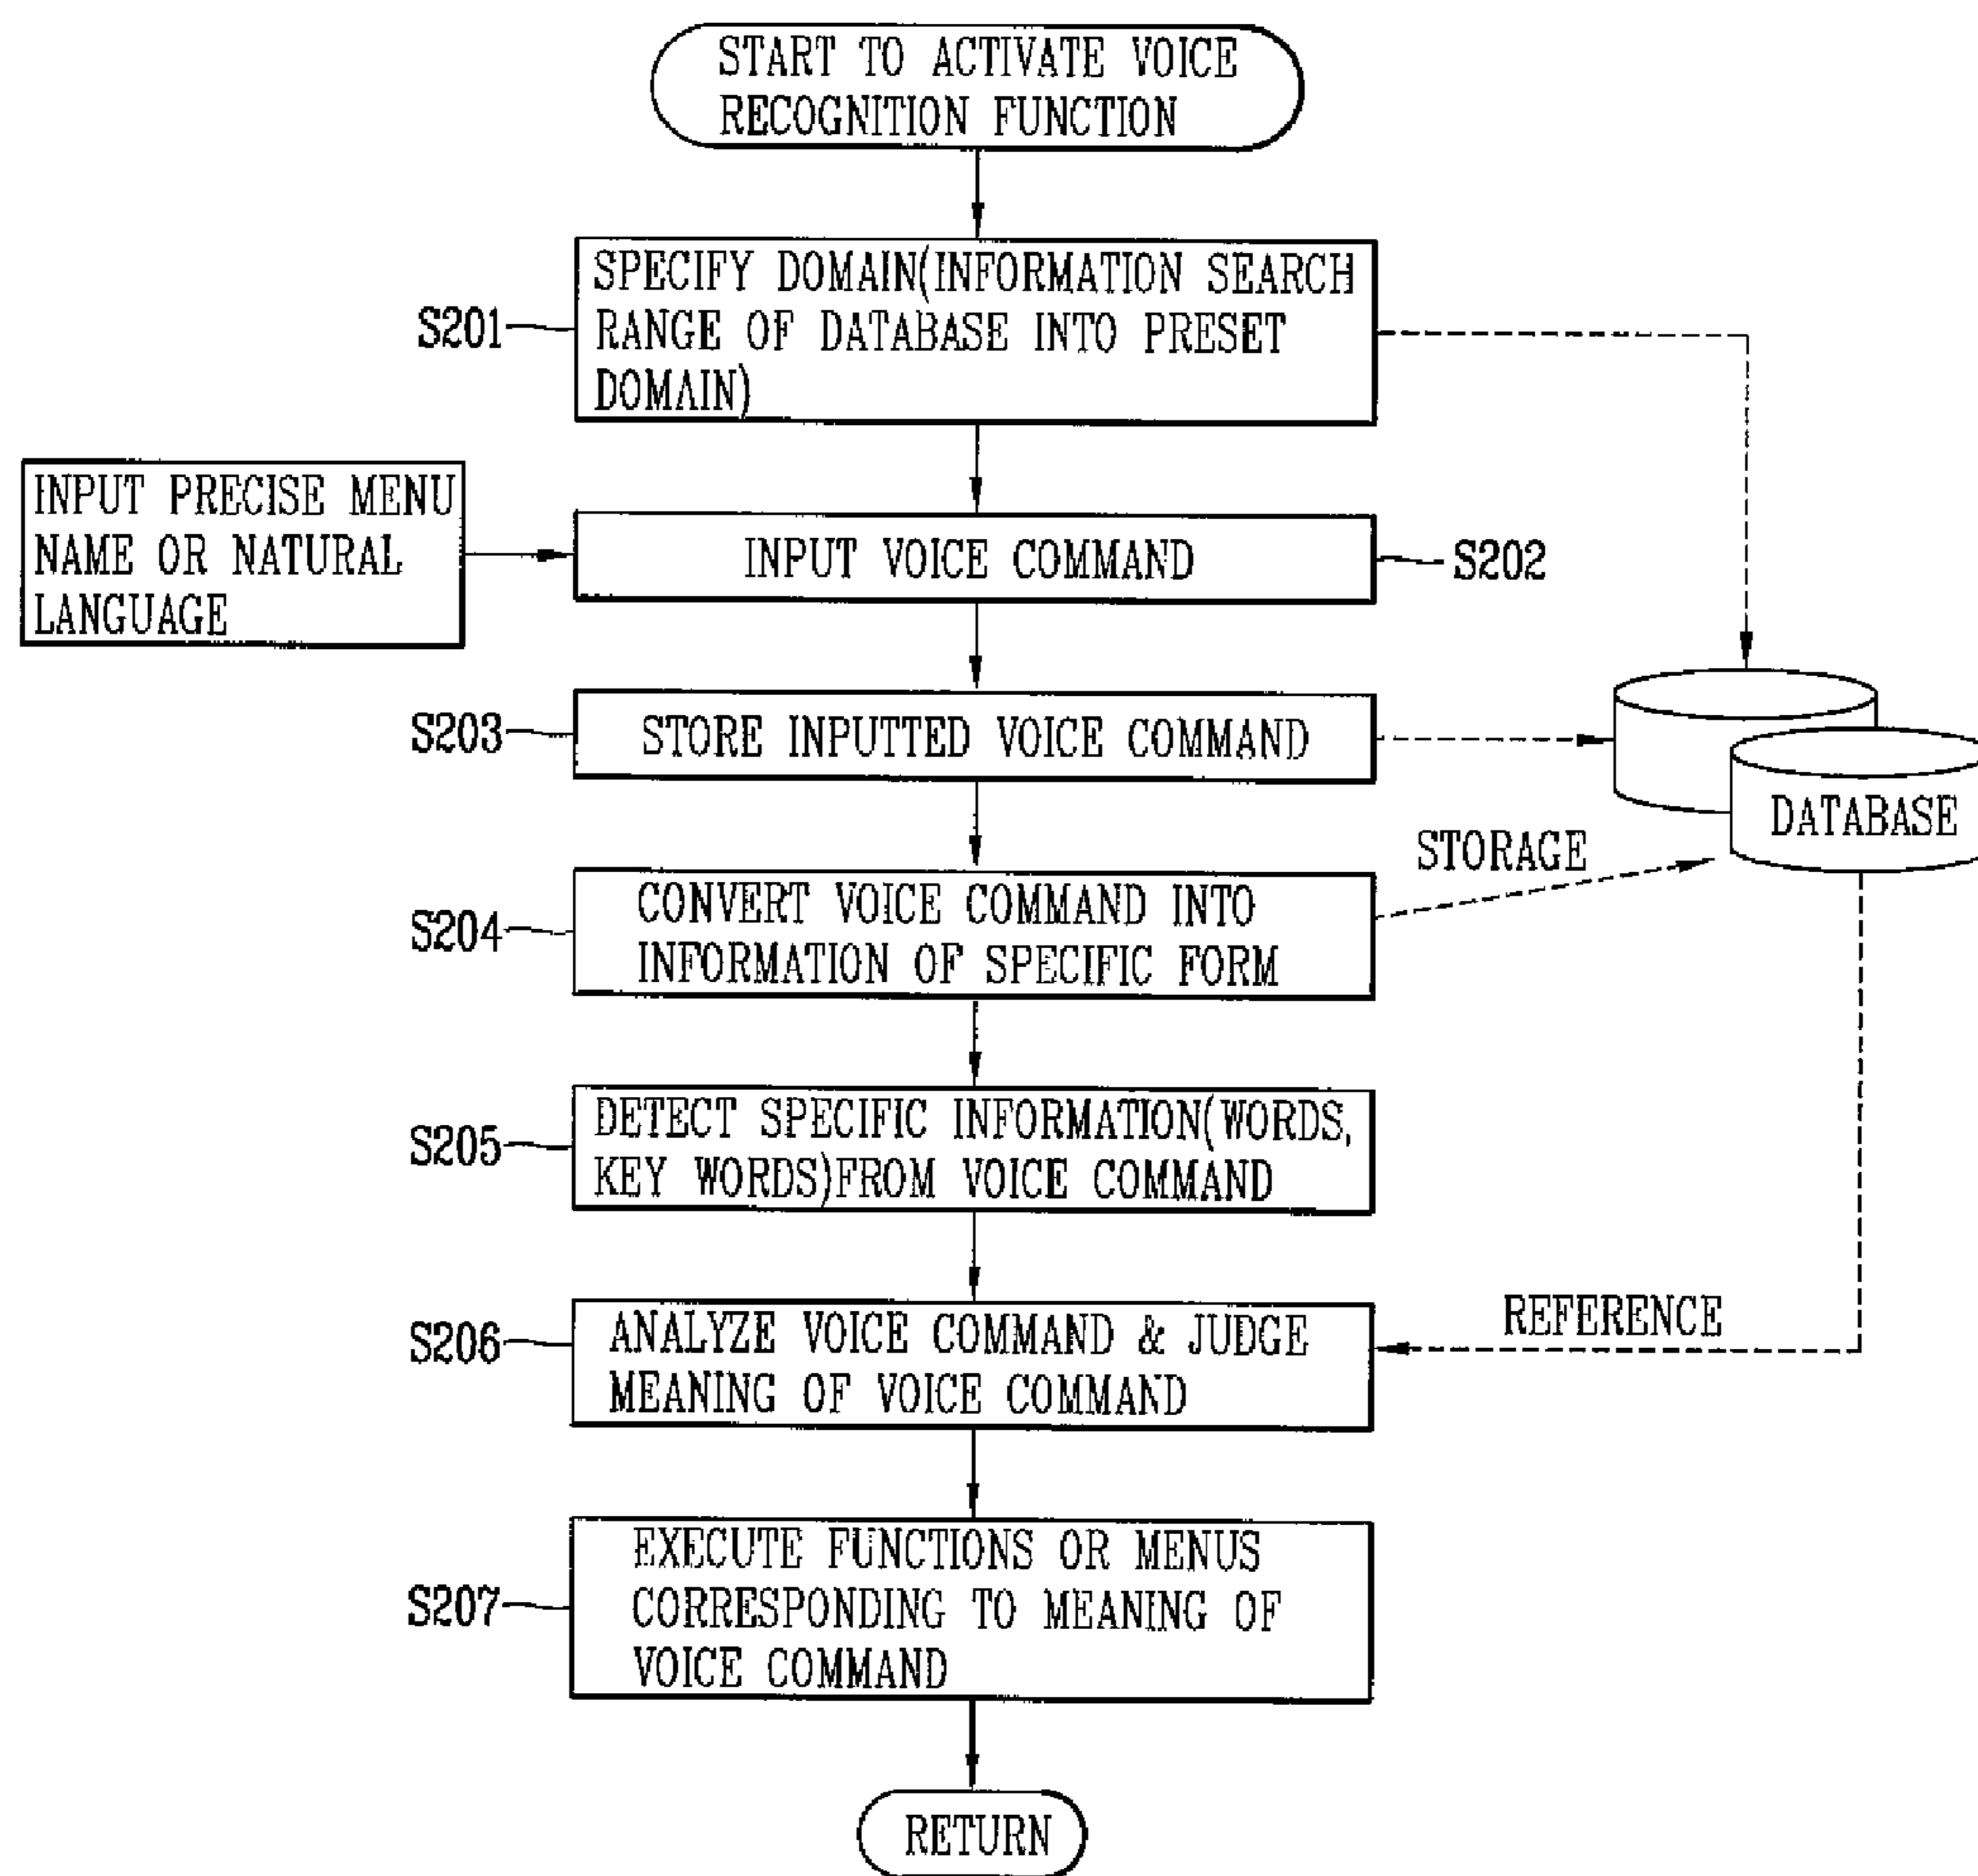 START TO ACTIVATE VOICE
RECOGNITION FUNCTION
S201
SPECIFY DOMAIN(INFORMATION SEARCH
RANGE OF DATABASE INTO PRESET
DOMAIN)
INPUT PRECISE MENU
NAME OR NATURAL
LANGUAGE
INPUT VOICE COMMAND
S202
S203
STORE INPUTTED VOICE COMMAND
DATABASE
STORAGE
S204
CONVERT VOICE COMMAND INTO
INFORMATION OF SPECIFIC FORM
S205
DETECT SPECIFIC INFORMATION(WORDS,
KEY WORDS)FROM VOICE COMMAND
S206
ANALYZE VOICE COMMAND & JUDGE
MEANING OF VOICE COMMAND
REFERENCE
S207
EXECUTE FUNCTIONS OR MENUS
CORRESPONDING TO MEANING OF
VOICE COMMAND
RETURN